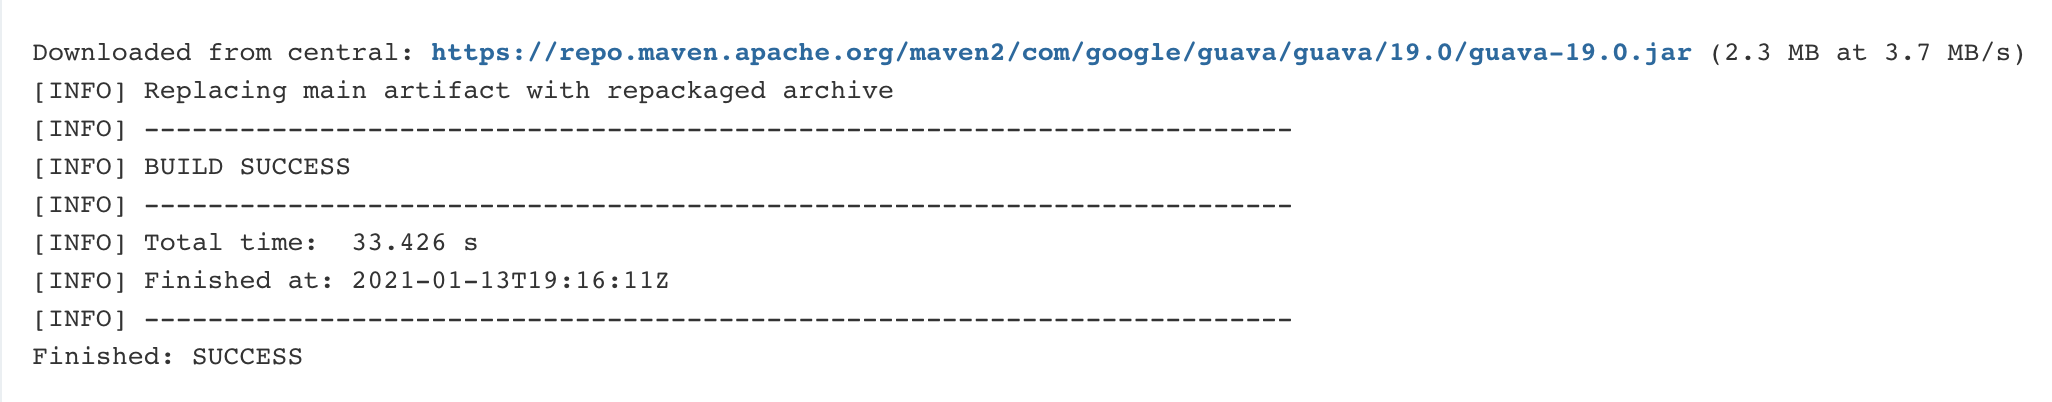 Downloaded from central: https://repo.maven.apache.org/maven2/com/google/guava/guava/19.0/guava-19.0.jar (2.3 MB at 3.7 MB/s)
[INFO] Replacing main artifact with repackaged archive
[INFO] ------------------------------------------------------------------------
[INFO] BUILD SUCCESS
[INFO] ------------------------------------------------------------------------
[INFO] Total time:  33.426 s
[INFO] Finished at: 2021-01-13T19:16:11Z
[INFO] ------------------------------------------------------------------------
Finished: SUCCESS